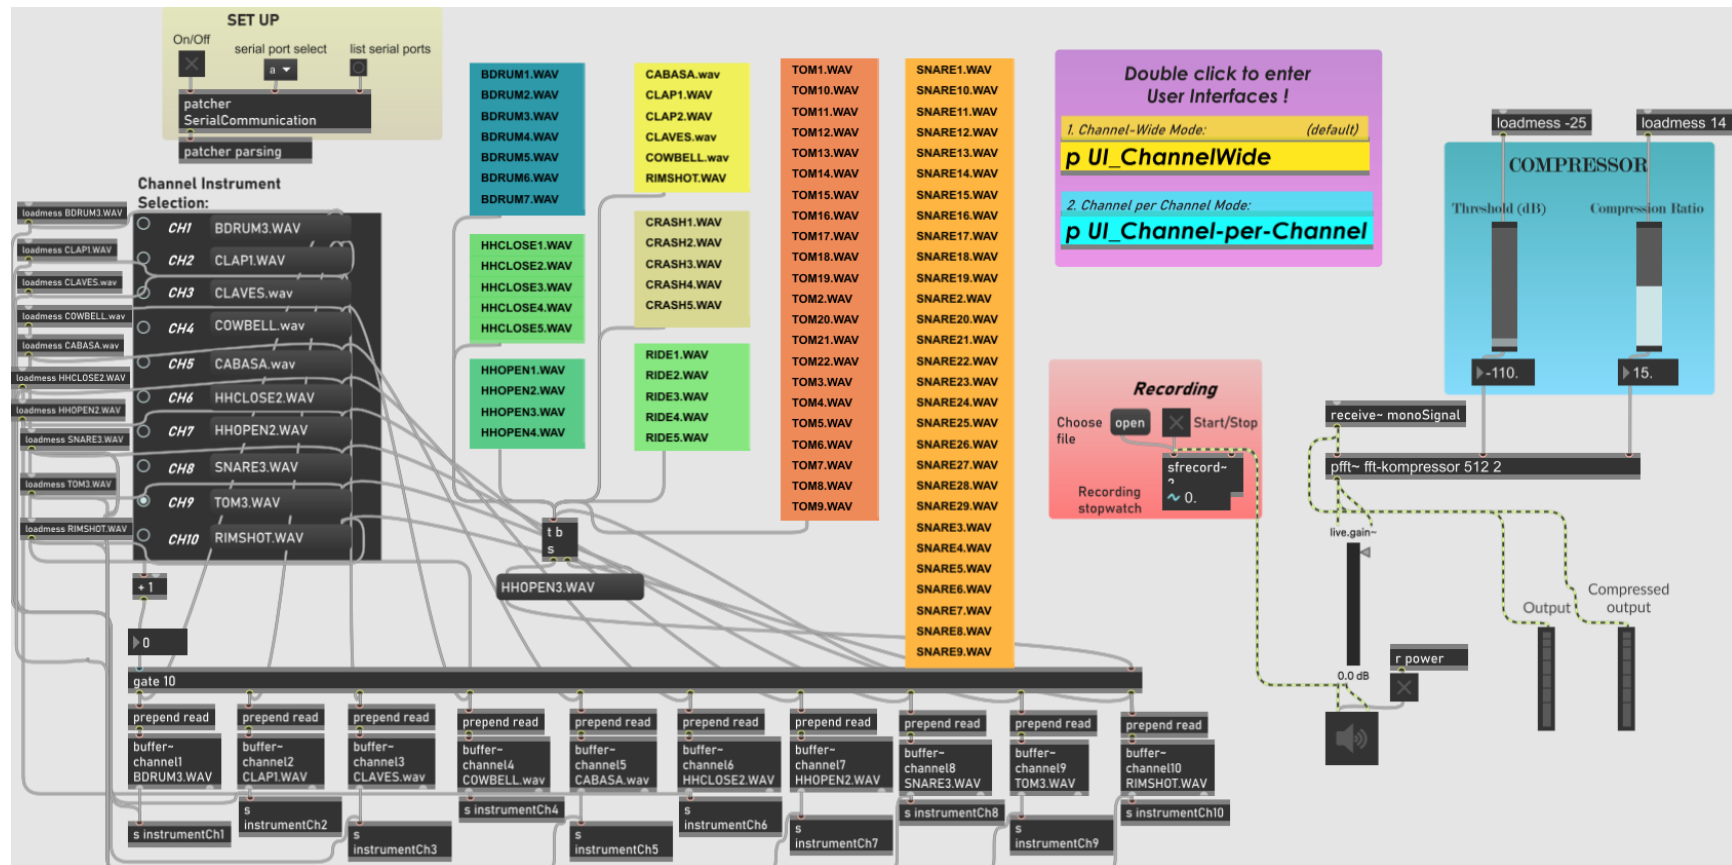 SET UP
On/Off
serial port select
list serial ports
a
patcher
SerialCommunication
patcher parsing
Channel Instrument
Selection:
loadmess BDRUM3.WAV
loadmess CLAP1.WAV
loadmess CLAVES.wav
loadmess COWBELL.wav
loadmess CABASA.wav
loadmess HHCLOSE2.WAV
loadmess HHOPEN2.WAV
loadmess SNARE3.WAV
loadmess TOM3.WAV
loadmess RIMSHOT.WAV
CH1 BDRUM3.WAV
CH2 CLAP1.WAV
CH3 CLAVES.wav
CH4 COWBELL.wav
CH5 CABASA.wav
CH6 HHCLOSE2.WAV
CH7 HHOPEN2.WAV
CH8 SNARE3.WAV
CH9 TOM3.WAV
CH10 RIMSHOT.WAV
+ 1
0
BDRUM1.WAV
BDRUM2.WAV
BDRUM3.WAV
BDRUM4.WAV
BDRUM5.WAV
BDRUM6.WAV
BDRUM7.WAV
HHCLOSE1.WAV
HHCLOSE2.WAV
HHCLOSE3.WAV
HHCLOSE4.WAV
HHCLOSE5.WAV
HHOPEN1.WAV
HHOPEN2.WAV
HHOPEN3.WAV
HHOPEN4.WAV
CABASA.wav
CLAP1.WAV
CLAP2.WAV
CLAVES.wav
COWBELL.wav
RIMSHOT.WAV
CRASH1.WAV
CRASH2.WAV
CRASH3.WAV
CRASH4.WAV
CRASH5.WAV
RIDE1.WAV
RIDE2.WAV
RIDE3.WAV
RIDE4.WAV
RIDE5.WAV
t b
s
HHOPEN3.WAV
TOM1.WAV
TOM10.WAV
TOM11.WAV
TOM12.WAV
TOM13.WAV
TOM14.WAV
TOM15.WAV
TOM16.WAV
TOM17.WAV
TOM18.WAV
TOM19.WAV
TOM2.WAV
TOM20.WAV
TOM21.WAV
TOM22.WAV
TOM3.WAV
TOM4.WAV
TOM5.WAV
TOM6.WAV
TOM7.WAV
TOM8.WAV
TOM9.WAV
SNARE1.WAV
SNARE10.WAV
SNARE11.WAV
SNARE12.WAV
SNARE13.WAV
SNARE14.WAV
SNARE15.WAV
SNARE16.WAV
SNARE17.WAV
SNARE18.WAV
SNARE19.WAV
SNARE2.WAV
SNARE20.WAV
SNARE21.WAV
SNARE22.WAV
SNARE23.WAV
SNARE24.WAV
SNARE25.WAV
SNARE26.WAV
SNARE27.WAV
SNARE28.WAV
SNARE29.WAV
SNARE3.WAV
SNARE4.WAV
SNARE5.WAV
SNARE6.WAV
SNARE7.WAV
SNARE8.WAV
SNARE9.WAV
Double click to enter
User Interfaces !
1. Channel-Wide Mode: (default)
p UI_ChannelWide
2. Channel per Channel Mode:
p UI_Channel-per-Channel
loadmess -25
loadmess 14
COMPRESSOR
Threshold (dB)
Compression Ratio
-110.
15.
Recording
Choose
file
open
Start/Stop
sfrecord~
Recording
stopwatch
0.
receive~ monoSignal
pfft~ fft-kompressor 512 2
live.gain~
0.0 dB
r power
Output
Compressed
output
gate 10
prepend read
prepend read
prepend read
prepend read
prepend read
prepend read
prepend read
prepend read
prepend read
prepend read
buffer~
channel1
BDRUM3.WAV
buffer~
channel2
CLAP1.WAV
buffer~
channel3
CLAVES.wav
buffer~
channel4
COWBELL.wav
buffer~
channel5
CABASA.wav
buffer~
channel6
HHCLOSE2.WAV
buffer~
channel7
HHOPEN2.WAV
buffer~
channel8
SNARE3.WAV
buffer~
channel9
TOM3.WAV
buffer~
channel10
RIMSHOT.WAV
s instrumentCh1
s
instrumentCh2
s
instrumentCh3
s instrumentCh4
s
instrumentCh5
s
instrumentCh6
s
instrumentCh7
s instrumentCh8
s
instrumentCh9
s instrumentCh10